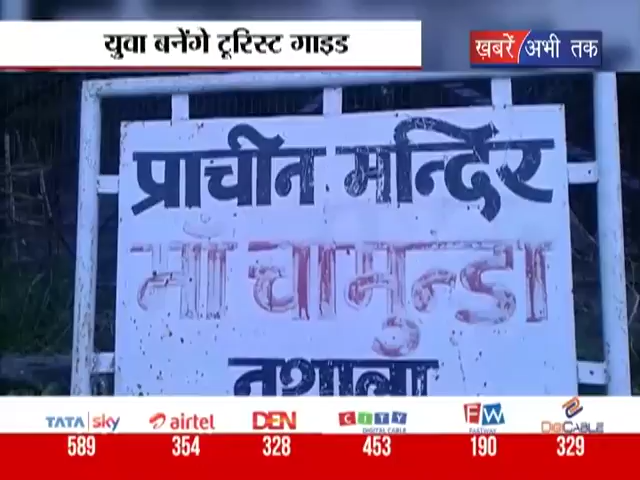 युवा बनेंगे टूरिस्ट गाइड
ख़बरें अभी तक
प्राचीन मन्दिर
माँ चामुन्डा
TATA sky airtel DEN CITY DIGITAL CABLE FW FASTWAY DIGICABLE
589 354 328 453 190 329